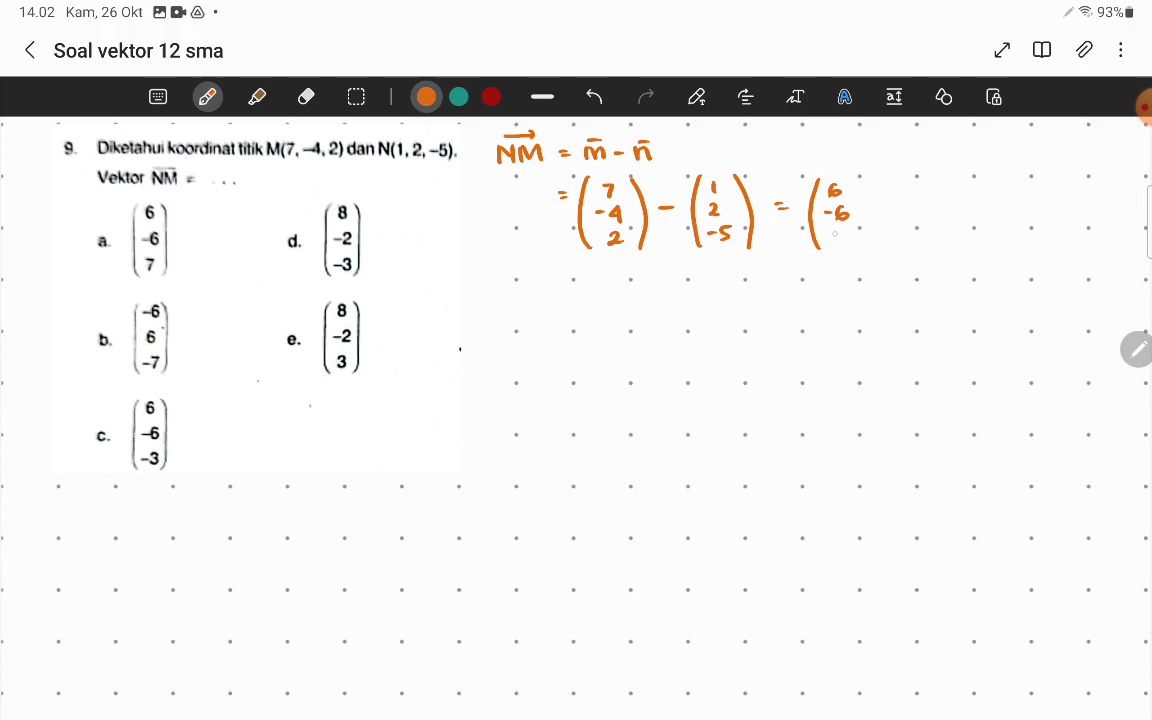 14.02 Kam, 26 Okt
93%
Soal vektor 12 sma
9. Diketahui koordinat titik M(7, –4, 2) dan N(1, 2, –5).
Vektor NM = ...
a. (6
–6
7)
b. (–6
6
–7)
c. (6
–6
–3)
d. (8
–2
–3)
e. (8
–2
3)
NM = m̄ - n̄
= (7 -4 2) - (1 2 -5) = (6 -6